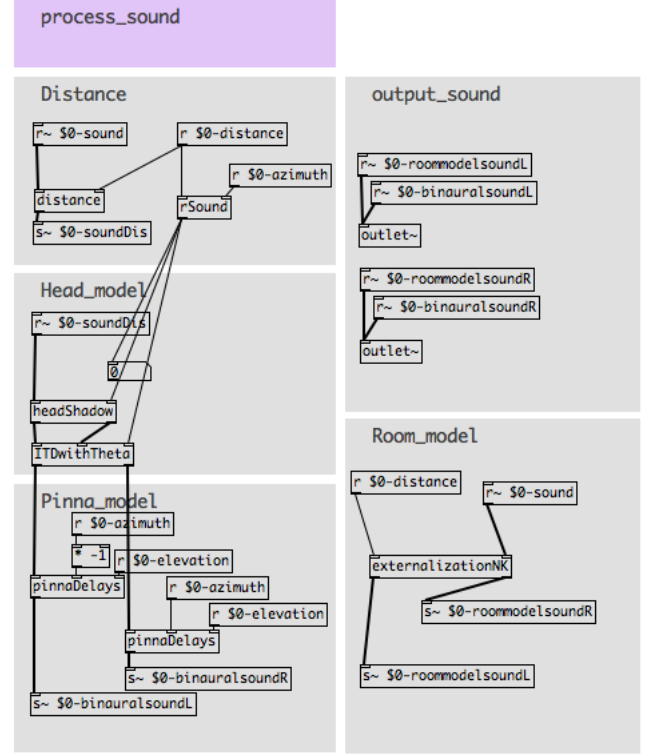 process_sound
Distance
r~ $0-sound
r $0-distance
r $0-azimuth
distance
rSound
s~ $0-soundDis
Head_model
r~ $0-soundDis
0
headShadow
ITDwithTheta
Pinna_model
r $0-azimuth
* -1
r $0-elevation
pinnaDelays
r $0-azimuth
r $0-elevation
pinnaDelays
s~ $0-binauralsoundR
s~ $0-binauralsoundL
output_sound
r~ $0-roommodelsoundL
r~ $0-binauralsoundL
outlet~
r~ $0-roommodelsoundR
r~ $0-binauralsoundR
outlet~
Room_model
r $0-distance
r~ $0-sound
externalizationNK
s~ $0-roommodelsoundR
s~ $0-roommodelsoundL